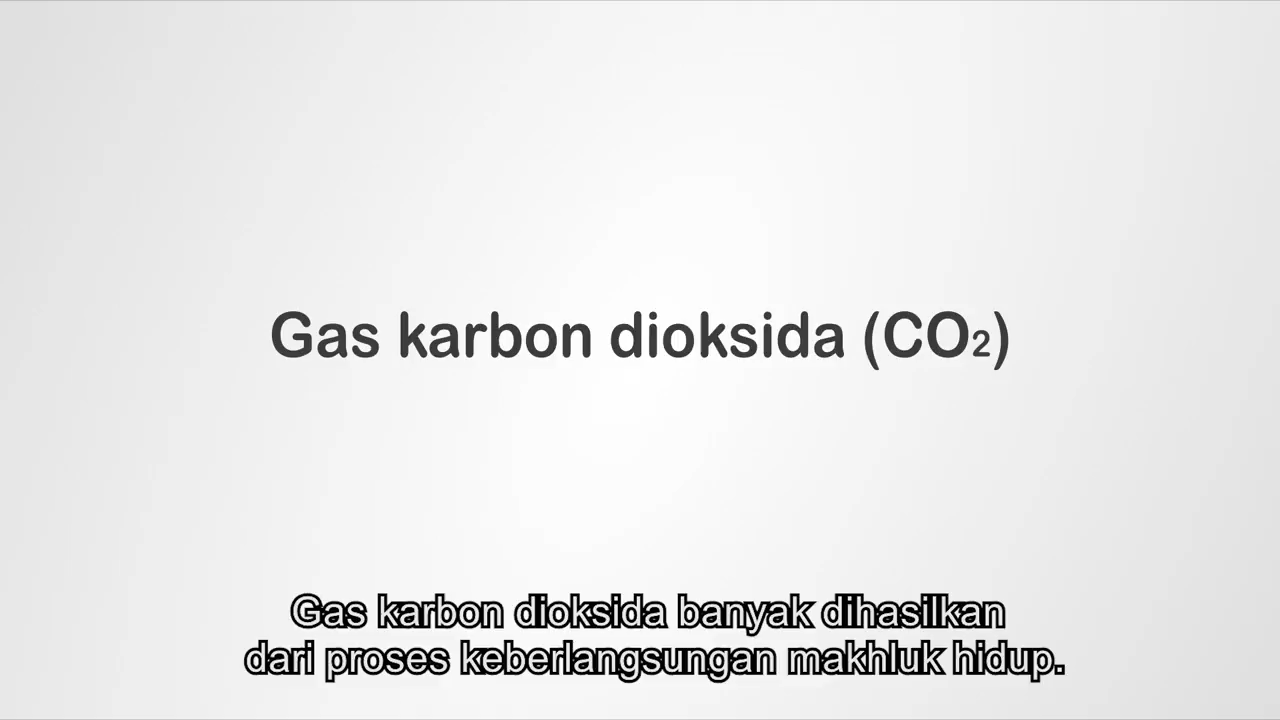 Gas karbon dioksida (CO₂)
Gas karbon dioksida banyak dihasilkan
dari proses keberlangsungan makhluk hidup.